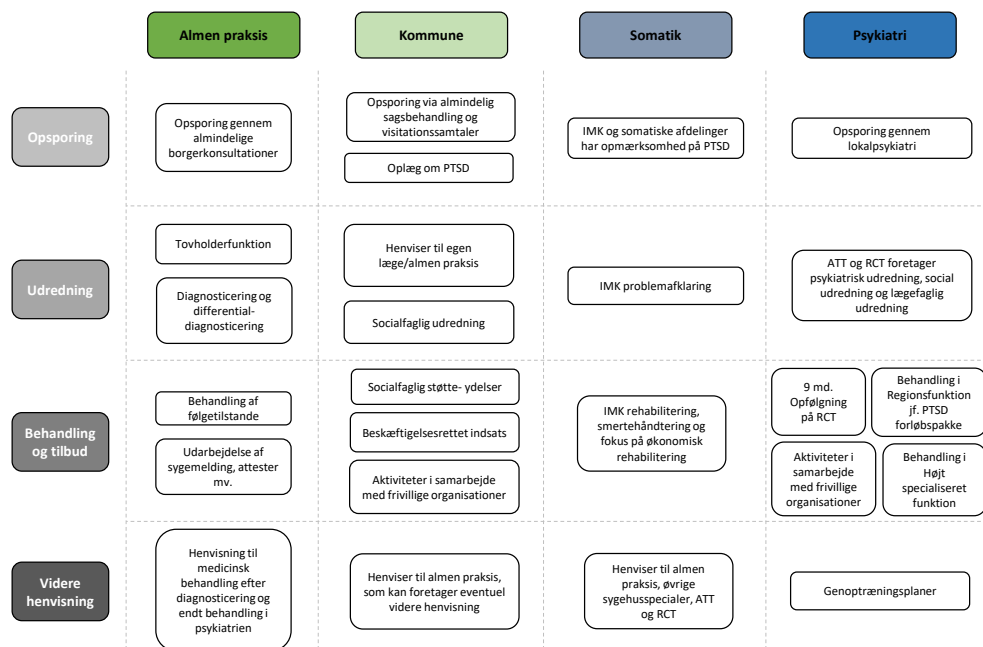 Almen praksis
Kommune
Somatik
Psykiatri
Opsporing
Opsporing gennem
almindelige
borgerkonsultationer
Opsporing via almindelig
sagsbehandling og
visitationssamtaler
Oplæg om PTSD
IMK og somatiske afdelinger
har opmærksomhed på PTSD
Opsporing gennem
lokalpsykiatri
Udredning
Tovholderfunktion
Diagnosticering og
differential-
diagnosticering
Henviser til egen
læge/almen praksis
Socialfaglig udredning
IMK problemafklaring
ATT og RCT foretager
psykiatrisk udredning, social
udredning og lægefaglig
udredning
Behandling
og tilbud
Behandling af
følgetilstande
Udarbejdelse af
sygemelding, attester
mv.
Socialfaglig støtte- ydelser
Beskæftigelsesrettet indsats
Aktiviteter i samarbejde
med frivillige organisationer
IMK rehabilitering,
smertehåndtering og
fokus på økonomisk
rehabilitering
9 md.
Opfølgning
på RCT
Behandling i
Regionsfunktion
jf. PTSD
forløbspakke
Aktiviteter i
samarbejde
med frivillige
organisationer
Behandling i
Højt
specialiseret
funktion
Videre
henvisning
Henvisning til
medicinsk
behandling efter
diagnosticering og
endt behandling i
psykiatrien
Henviser til almen praksis,
som kan foretager eventuel
videre henvisning
Henviser til almen
praksis, øvrige
sygehusspecialer, ATT
og RCT
Genoptræningsplaner